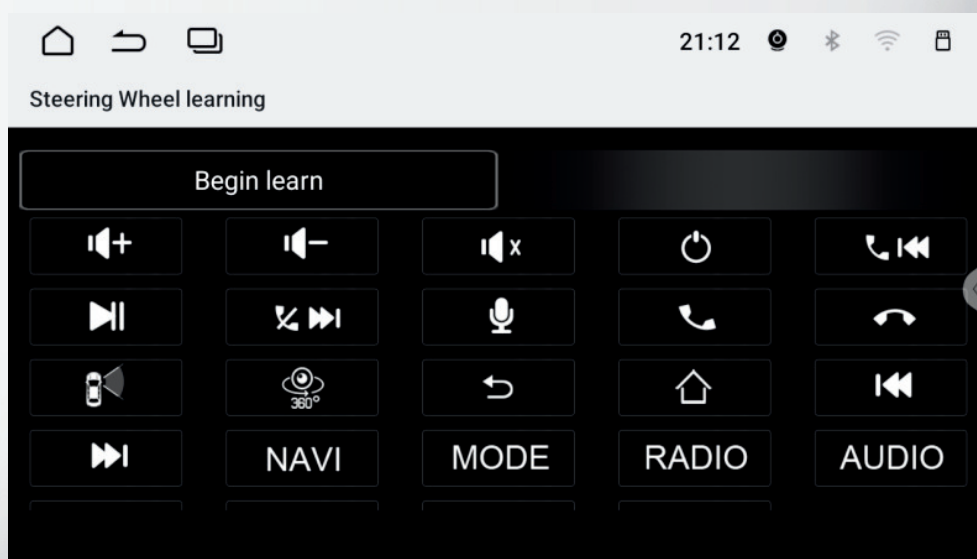 21:12
Steering Wheel learning
Begin learn
360°
NAVI MODE RADIO AUDIO